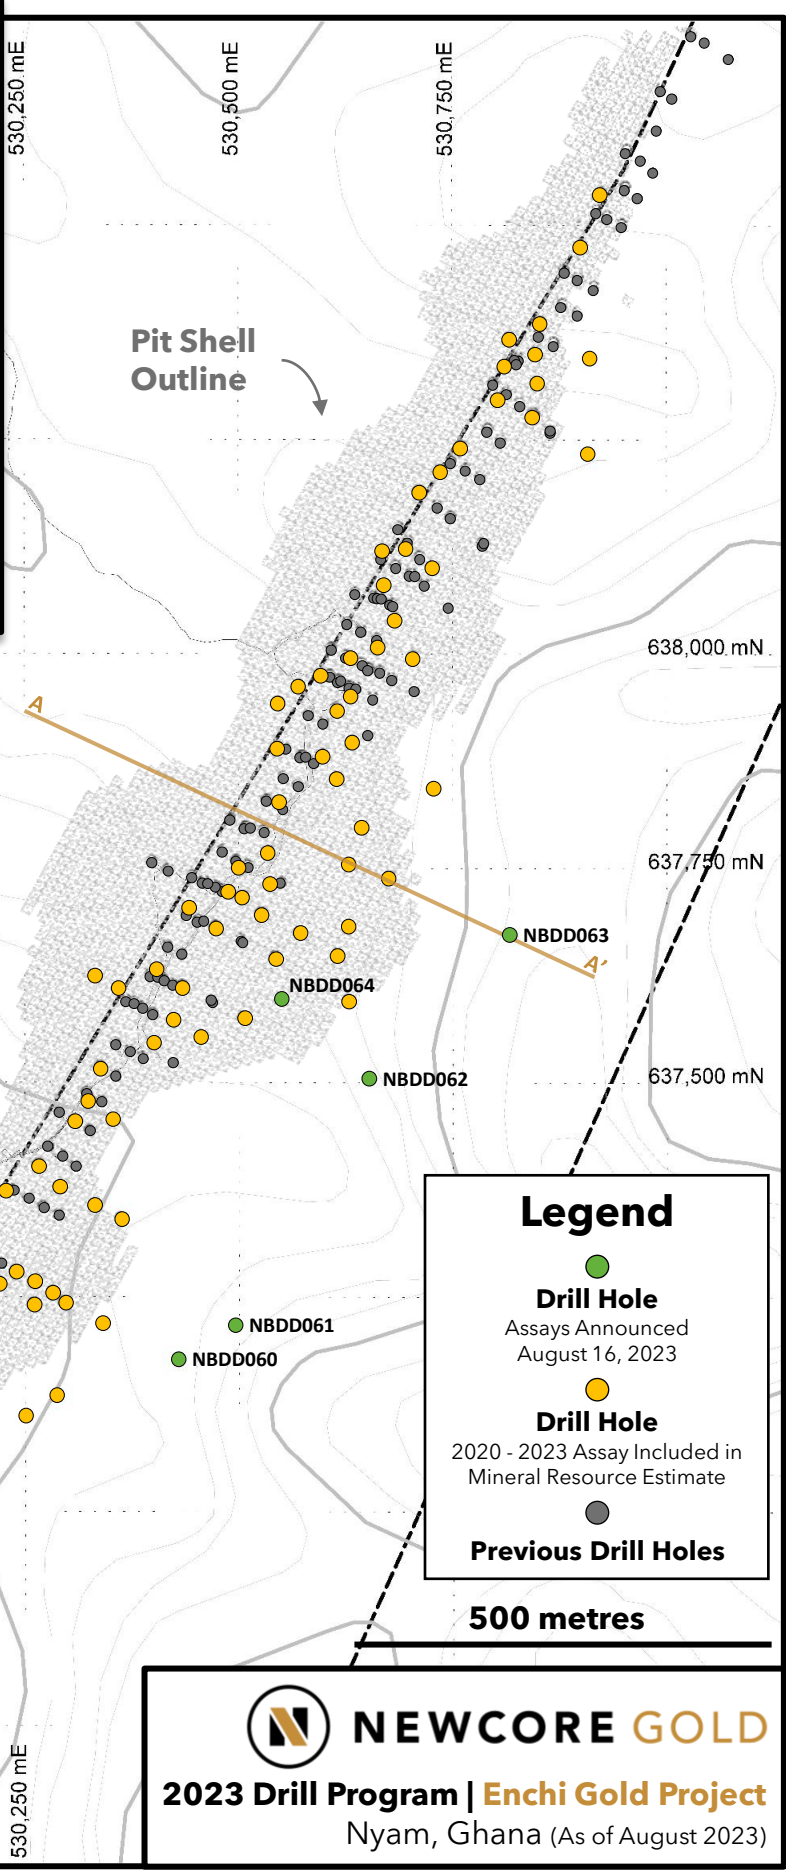 530,250 mE
530,500 mE
530,750 mE
Pit Shell
Outline
638,000 mN
A
637,750 mN
NBDD063
A'
NBDD064
637,500 mN
NBDD062
NBDD061
NBDD060
Legend
Drill Hole
Assays Announced
August 16, 2023
Drill Hole
2020 - 2023 Assay Included in
Mineral Resource Estimate
Previous Drill Holes
500 metres
530,250 mE
N NEWCORE GOLD
2023 Drill Program | Enchi Gold Project
Nyam, Ghana (As of August 2023)